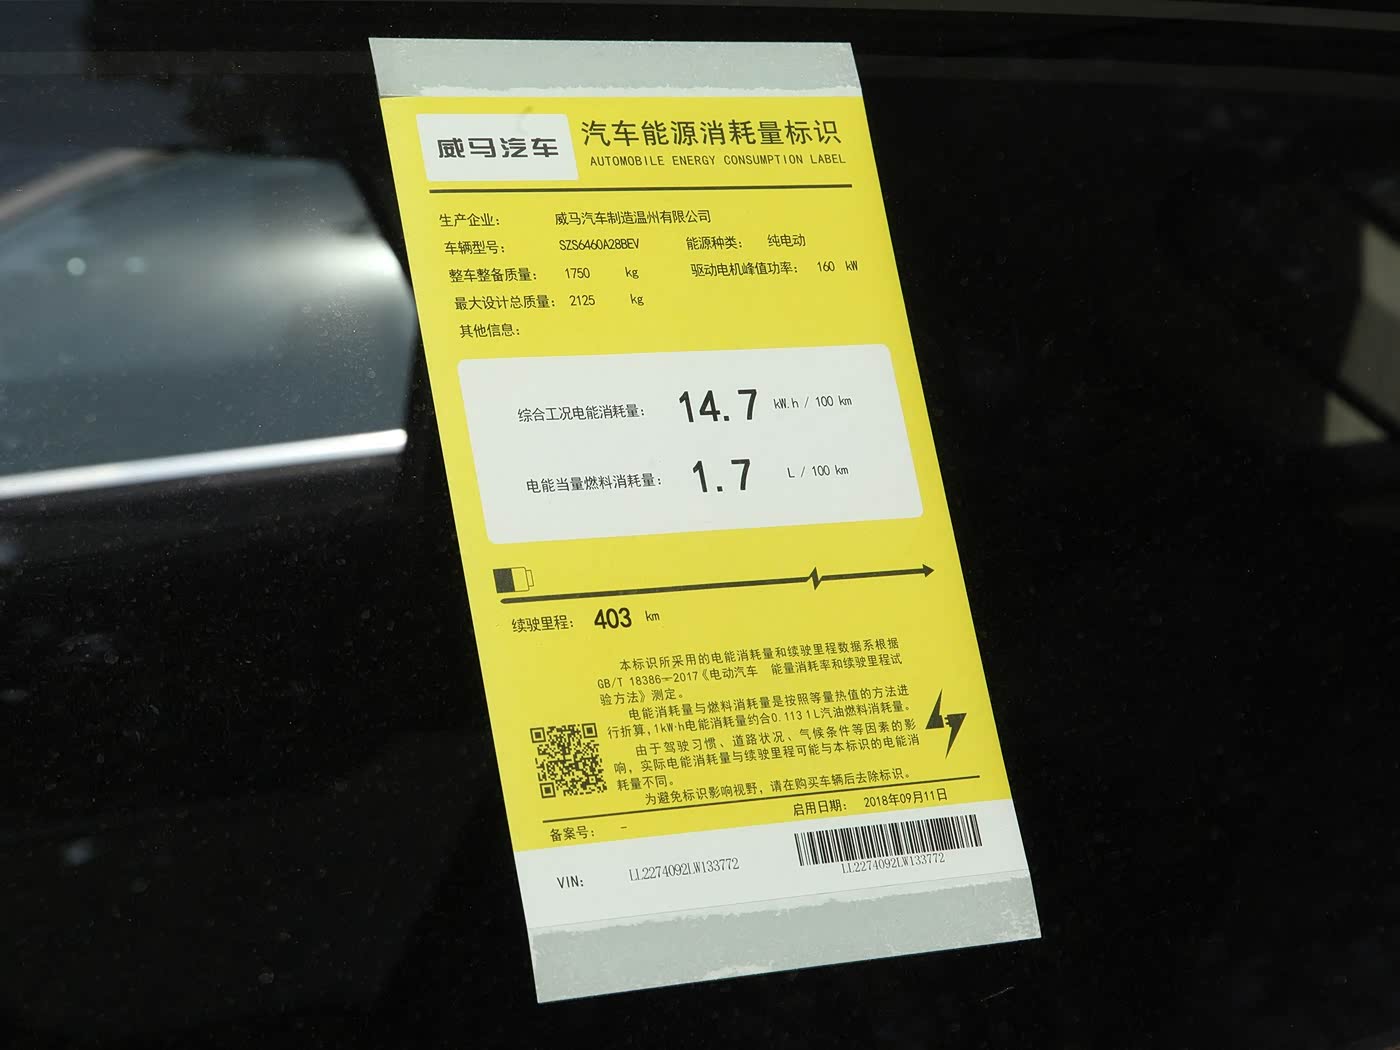 威马汽车
汽车能源消耗量标识
AUTOMOBILE ENERGY CONSUMPTION LABEL
生产企业： 威马汽车制造温州有限公司
车辆型号： SZS6460A28BEV 能源种类： 纯电动
整车整备质量： 1750 kg 驱动电机峰值功率： 160 kW
最大设计总质量： 2125 kg
其他信息：
综合工况电能消耗量： 14.7 kW.h / 100 km
电能当量燃料消耗量： 1.7 L / 100 km
续驶里程： 403 km
本标识所采用的电能消耗量和续驶里程数据系根据
GB/T 18386—2017《电动汽车 能量消耗率和续驶里程试
验方法》测定。
电能消耗量与燃料消耗量是按照等量热值的方法进
行折算,1kW·h电能消耗量约合0.1131L汽油燃料消耗量。
由于驾驶习惯、道路状况、气候条件等因素的影
响，实际电能消耗量与续驶里程可能与本标识的电能消
耗量不同。
为避免标识影响视野，请在购买车辆后去除标识。
备案号： -
启用日期： 2018年09月11日
VIN: LL2274092LW133772
LL2274092LW133772